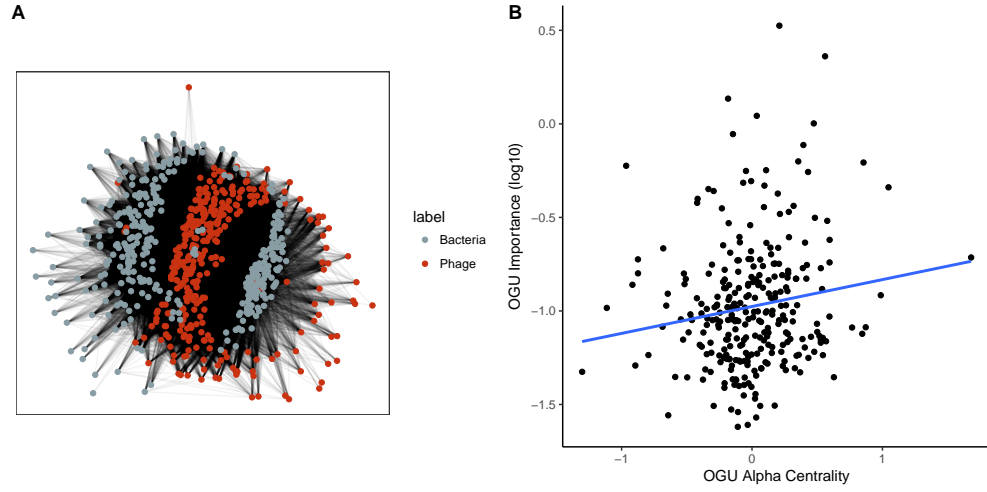 A
B
label
Bacteria
Phage
OGU Importance (log10)
0.5
0.0
−0.5
−1.0
−1.5
−1
0
1
OGU Alpha Centrality